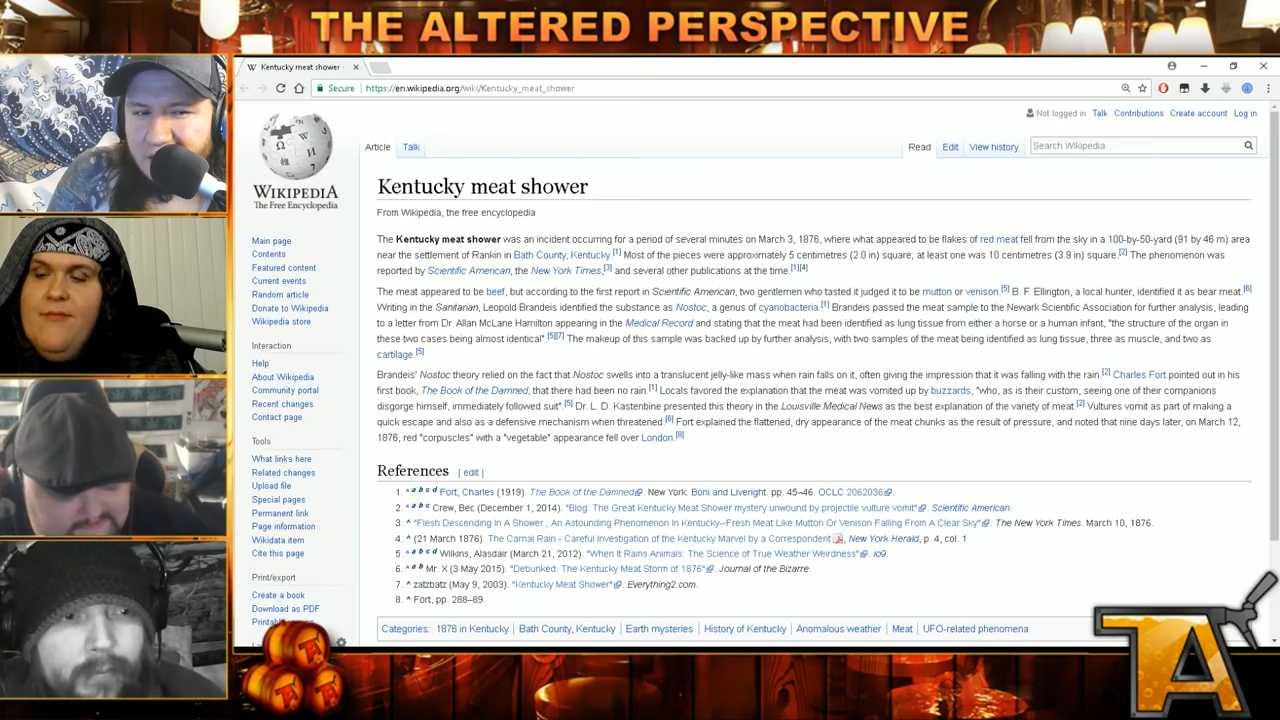 THE ALTERED PERSPECTIVE
Kentucky meat shower
Secure
https://en.wikipedia.org/wiki/Kentucky_meat_shower
Not logged in Talk Contributions Create account Log in
Article Talk Read Edit View history Search Wikipedia
WIKIPEDIA
The Free Encyclopedia
Main page
Contents
Featured content
Current events
Random article
Donate to Wikipedia
Wikipedia store
Interaction
Help
About Wikipedia
Community portal
Recent changes
Contact page
Tools
What links here
Related changes
Upload file
Special pages
Permanent link
Page information
Wikidata item
Cite this page
Print/export
Create a book
Download as PDF
Kentucky meat shower
From Wikipedia, the free encyclopedia
The Kentucky meat shower was an incident occurring for a period of several minutes on March 3, 1876, where what appeared to be flakes of red meat fell from the sky in a 100-by-50-yard (91 by 46 m) area
near the settlement of Rankin in Bath County, Kentucky.[1] Most of the pieces were approximately 5 centimetres (2.0 in) square; at least one was 10 centimetres (3.9 in) square.[2] The phenomenon was
reported by Scientific American, the New York Times,[3] and several other publications at the time.[1][4]
The meat appeared to be beef, but according to the first report in Scientific American, two gentlemen who tasted it judged it to be mutton or venison.[5] B. F. Ellington, a local hunter, identified it as bear meat.[6]
Writing in the Sanitarian, Leopold Brandeis identified the substance as Nostoc, a genus of cyanobacteria.[1] Brandeis passed the meat sample to the Newark Scientific Association for further analysis, leading
to a letter from Dr. Allan McLane Hamilton appearing in the Medical Record and stating that the meat had been identified as lung tissue from either a horse or a human infant, "the structure of the organ in
these two cases being almost identical" [5][7] The makeup of this sample was backed up by further analysis, with two samples of the meat being identified as lung tissue, three as muscle, and two as
cartilage.[5]
Brandeis' Nostoc theory relied on the fact that Nostoc swells into a translucent jelly-like mass when rain falls on it, often giving the impression that it was falling with the rain.[2] Charles Fort pointed out in his
first book, The Book of the Damned, that there had been no rain.[1] Locals favored the explanation that the meat was vomited up by buzzards, "who, as is their custom, seeing one of their companions
disgorge himself, immediately followed suit" [5] Dr. L. D. Kastenbine presented this theory in the Louisville Medical News as the best explanation of the variety of meat.[2] Vultures vomit as part of making a
quick escape and also as a defensive mechanism when threatened.[6] Fort explained the flattened, dry appearance of the meat chunks as the result of pressure, and noted that nine days later, on March 12,
1876, red "corpuscles" with a "vegetable" appearance fell over London.[8]
References [ edit ]
1. ^ a b c d Fort, Charles (1919). The Book of the Damned. New York: Boni and Liveright. pp. 45–46. OCLC 2062036.
2. ^ a b c Crew, Bec (December 1, 2014). "Blog: The Great Kentucky Meat Shower mystery unwound by projectile vulture vomit". Scientific American.
3. ^ "Flesh Descending In A Shower.; An Astounding Phenomenon In Kentucky--Fresh Meat Like Mutton Or Venison Falling From A Clear Sky". The New York Times. March 10, 1876.
4. ^ (21 March 1876). The Carnal Rain - Careful Investigation of the Kentucky Marvel by a Correspondent, New York Herald, p. 4, col. 1
5. ^ a b c d Wilkins, Alasdair (March 21, 2012). "When It Rains Animals: The Science of True Weather Weirdness". io9.
6. ^ a b Mr. X (3 May 2015). "Debunked: The Kentucky Meat Storm of 1876". Journal of the Bizarre.
7. ^ zatzbatz (May 9, 2003). "Kentucky Meat Shower". Everything2.com.
8. ^ Fort, pp. 288–89.
Categories: 1876 in Kentucky Bath County, Kentucky Earth mysteries History of Kentucky Anomalous weather Meat UFO-related phenomena
TA